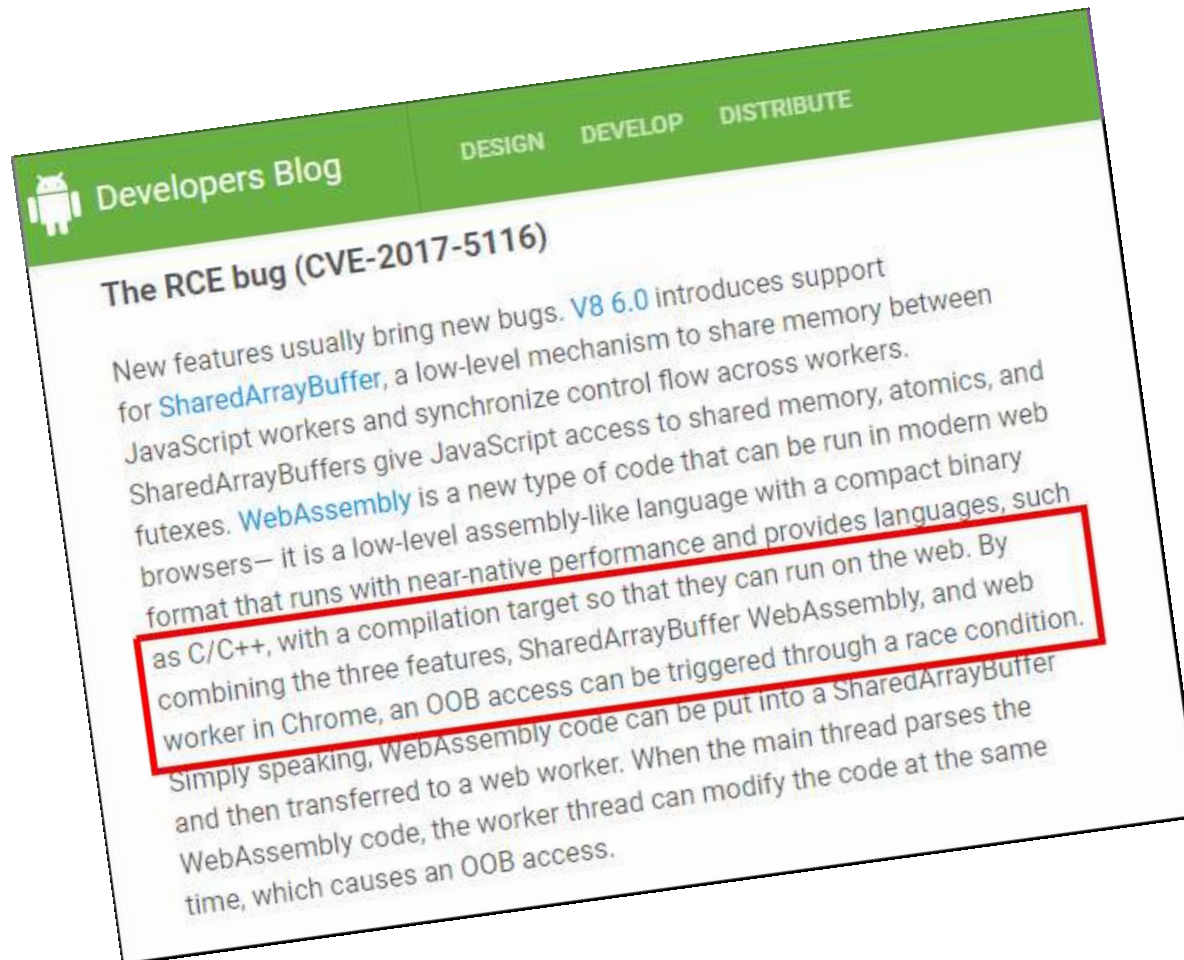 Developers Blog
DESIGN DEVELOP DISTRIBUTE
The RCE bug (CVE-2017-5116)
New features usually bring new bugs. V8 6.0 introduces support
for SharedArrayBuffer, a low-level mechanism to share memory between
JavaScript workers and synchronize control flow across workers.
SharedArrayBuffers give JavaScript access to shared memory, atomics, and
futexes. WebAssembly is a new type of code that can be run in modern web
browsers— it is a low-level assembly-like language with a compact binary
format that runs with near-native performance and provides languages, such
as C/C++, with a compilation target so that they can run on the web. By
combining the three features, SharedArrayBuffer WebAssembly, and web
worker in Chrome, an OOB access can be triggered through a race condition.
Simply speaking, WebAssembly code can be put into a SharedArrayBuffer
and then transferred to a web worker. When the main thread parses the
WebAssembly code, the worker thread can modify the code at the same
time, which causes an OOB access.